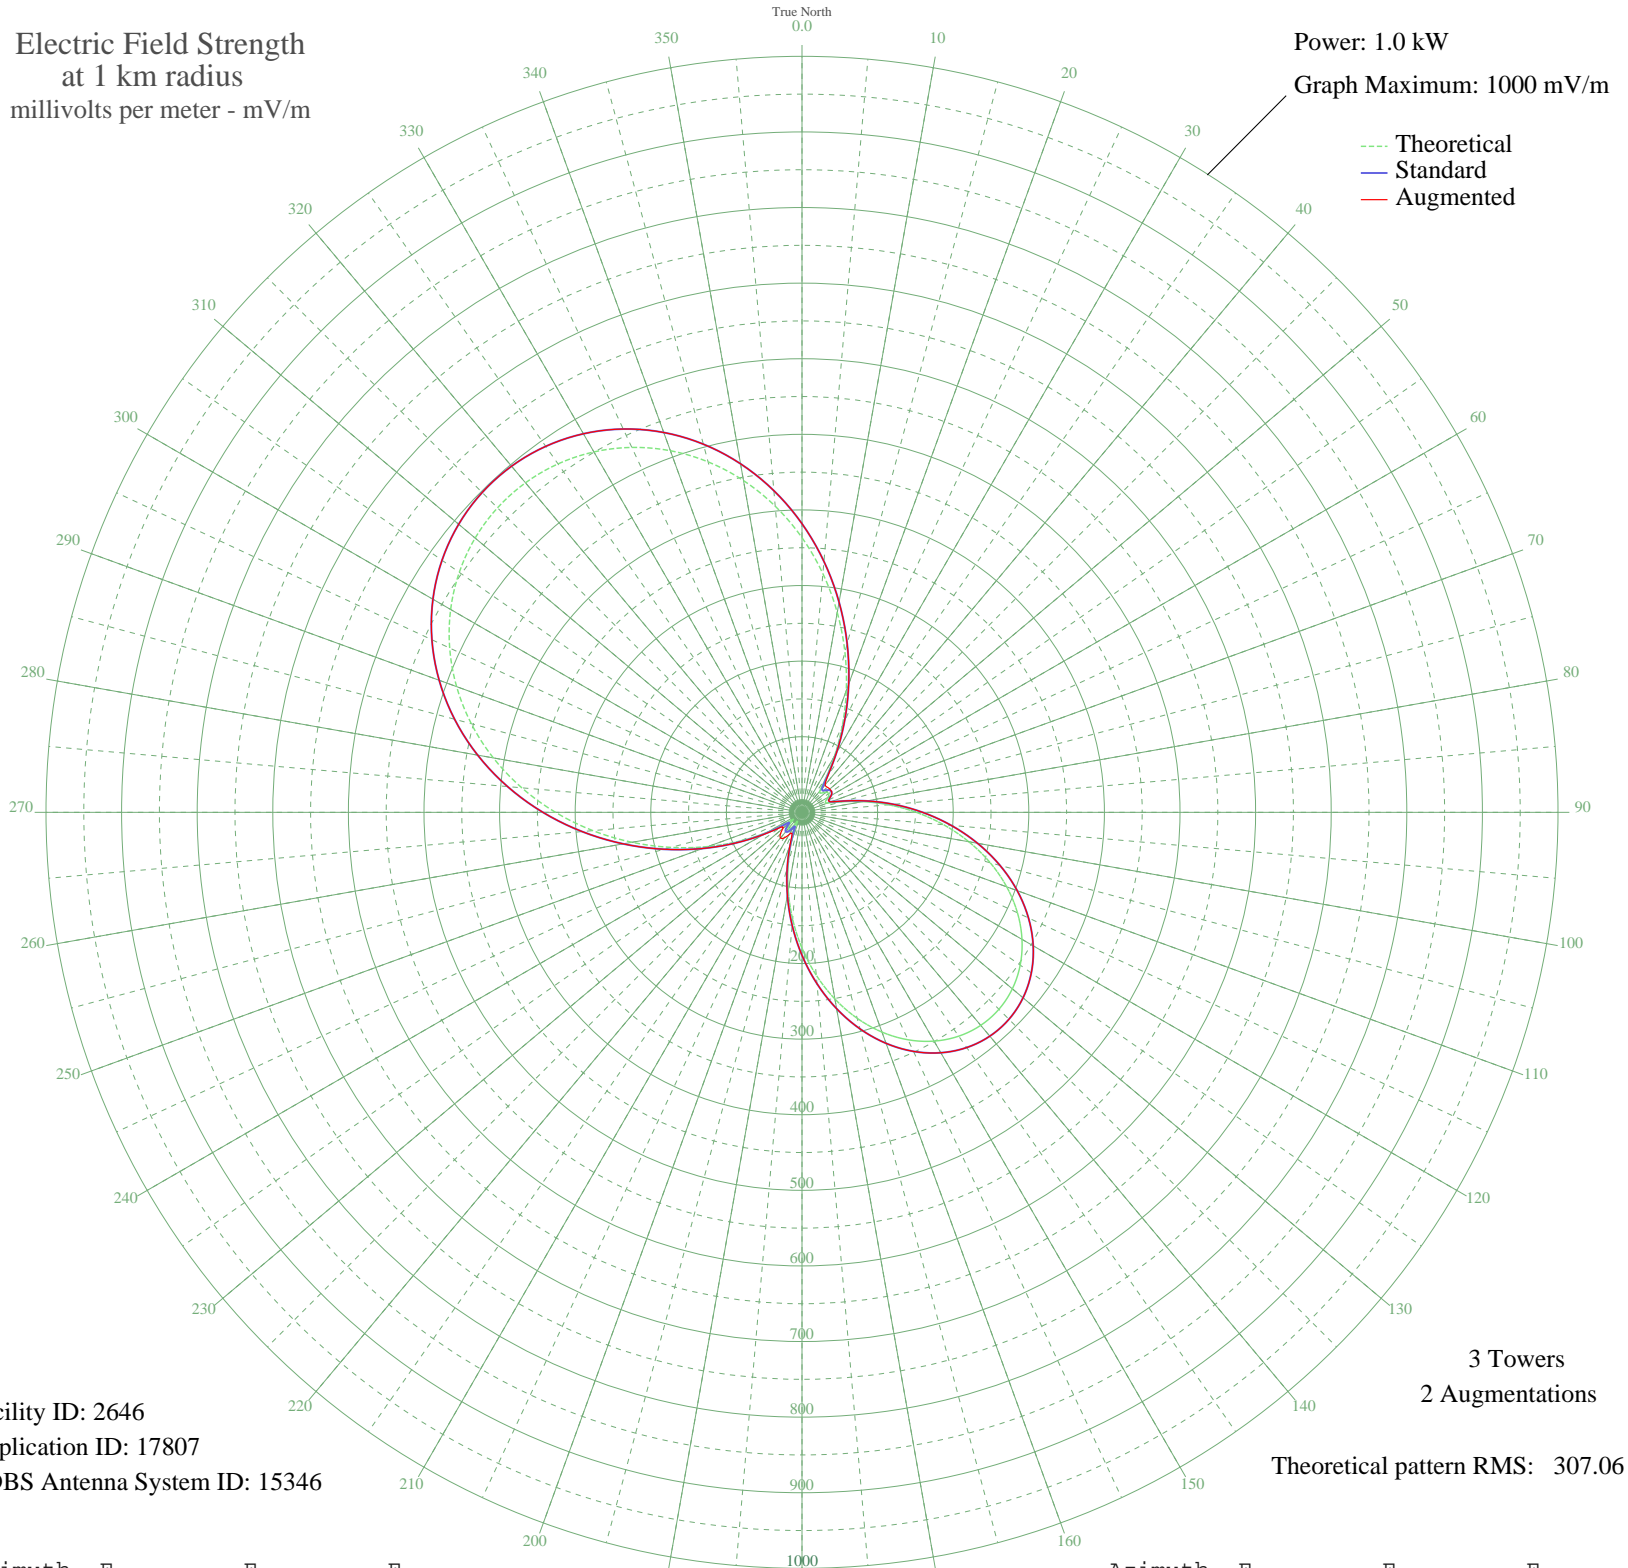 True North
0.0
Electric Field Strength
at 1 km radius
millivolts per meter - mV/m
Power: 1.0 kW
Graph Maximum: 1000 mV/m
Theoretical
Standard
Augmented
350
10
340
20
330
30
320
40
310
50
300
60
290
70
280
80
270
90
260
100
250
110
240
120
230
130
220
140
210
150
200
160
200
300
400
500
600
700
800
900
1000
3 Towers
2 Augmentations
Theoretical pattern RMS: 307.06
cility ID: 2646
plication ID: 17807
DBS Antenna System ID: 15346